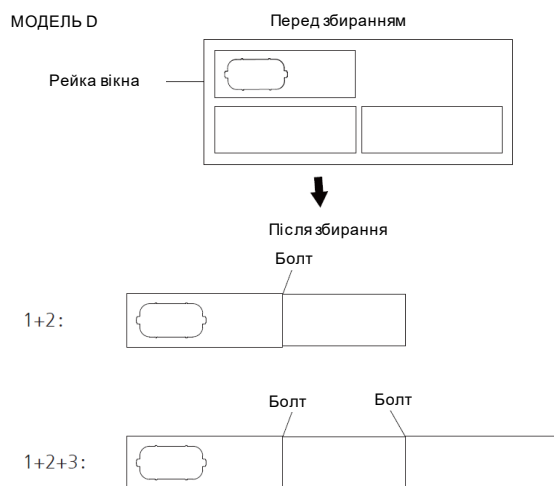 МОДЕЛЬ D
Перед збиранням
Рейка вікна
Після збирання
Болт
1+2:
Болт Болт
1+2+3: